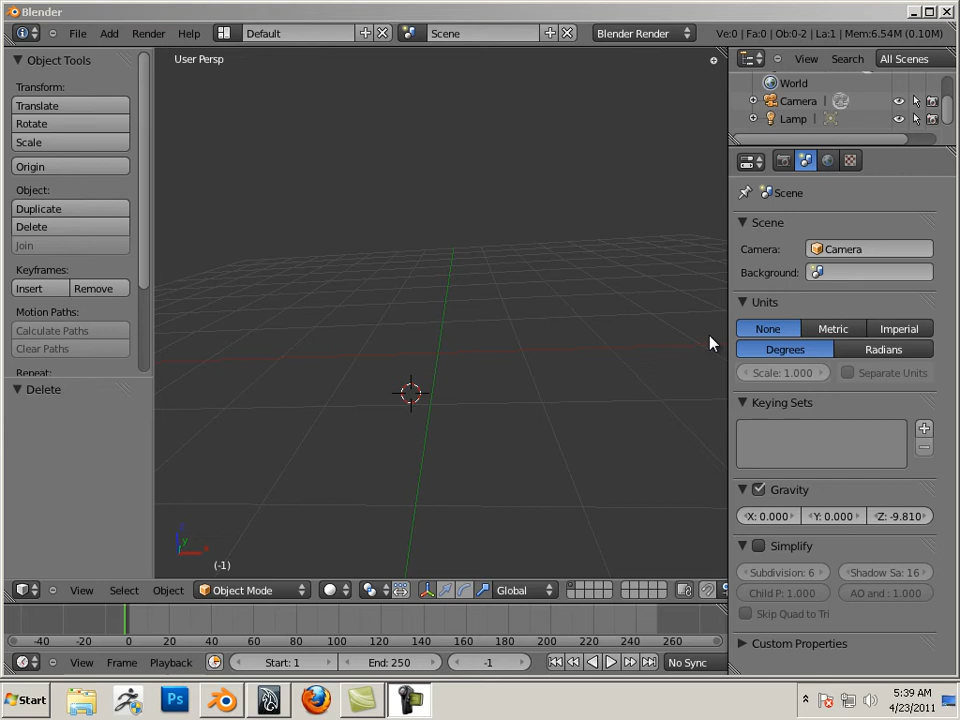 Blender
File Add Render Help Default Scene Blender Render Ve:0 | Fa:0 | Ob:0-2 | La:1 | Mem:6.54M (0.10M)
Object Tools
Transform:
Translate
Rotate
Scale
Origin
Object:
Duplicate
Delete
Join
Keyframes:
Insert Remove
Motion Paths:
Calculate Paths
Clear Paths
Repeat:
Delete
User Persp
z
y
x
(-1)
View Search All Scenes
World
Camera
Lamp
Scene
Scene
Camera: Camera
Background:
Units
None Metric Imperial
Degrees Radians
Scale: 1.000 Separate Units
Keying Sets
Gravity
X: 0.000 Y: 0.000 Z: -9.810
Simplify
Subdivision: 6 Shadow Sa: 16
Child P: 1.000 AO and : 1.000
Skip Quad to Tri
Custom Properties
View Select Object Object Mode Global
-40 -20 0 20 40 60 80 100 120 140 160 180 200 220 240 260
View Frame Playback Start: 1 End: 250 -1 No Sync
Start Ps 5:39 AM
4/23/2011